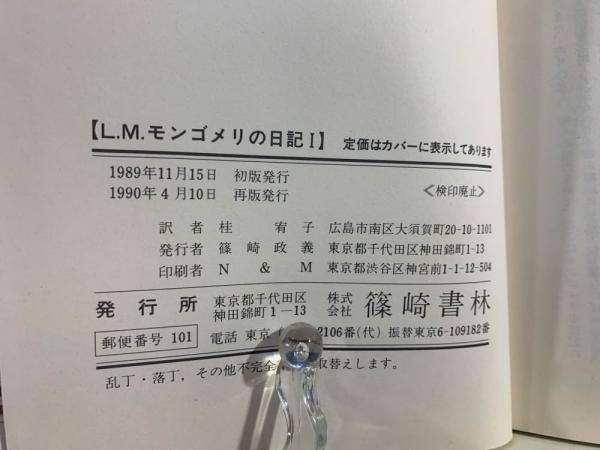 【L.M.モンゴメリの日記I】 定価はカバーに表示してあります
1989年11月15日 初版発行
1990年4月10日 再版発行 〈検印廃止〉
訳者 桂宥子 広島市南区大須賀町20-10-1101
発行者 篠崎政義 東京都千代田区神田錦町1-13
印刷者 N & M 東京都渋谷区神宮前1-1-12-504
発行所 東京都千代田区神田錦町1—13 株式会社 篠崎書林
郵便番号 101 電話 東京 2106番(代) 振替東京6-109182番
乱丁・落丁,その他不完全 取替えします。